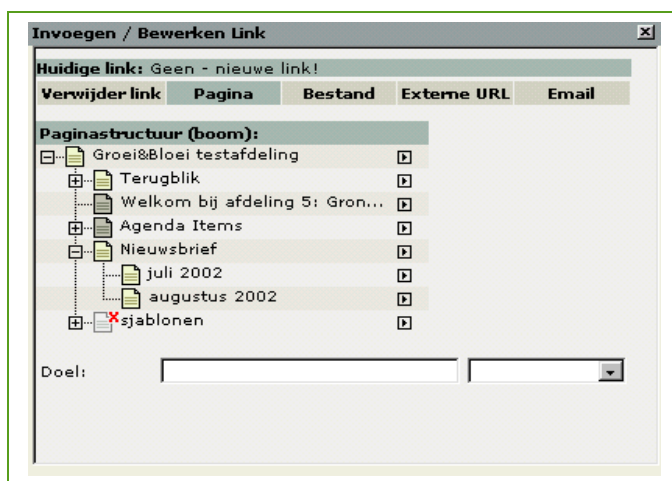 Invoegen / Bewerken Link
Huidige link: Geen - nieuwe link!
Verwijder link Pagina Bestand Externe URL Email
Paginastructuur (boom):
Groei&Bloei testafdeling
Terugblik
Welkom bij afdeling 5: Gron...
Agenda Items
Nieuwsbrief
juli 2002
augustus 2002
sjablonen
Doel: